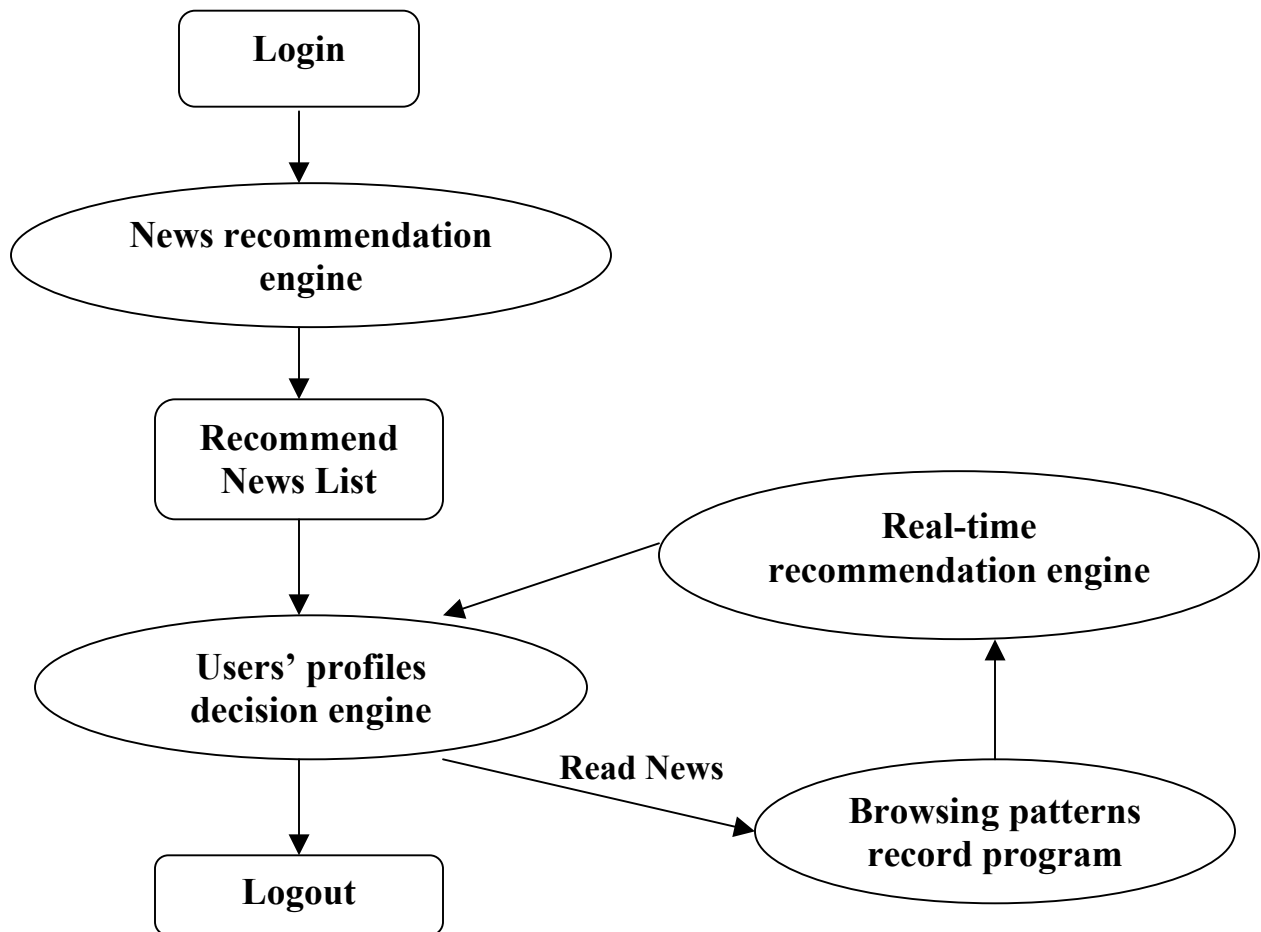 Login
News recommendation
engine
Recommend
News List
Real-time
recommendation engine
Users’ profiles
decision engine
Read News
Browsing patterns
record program
Logout